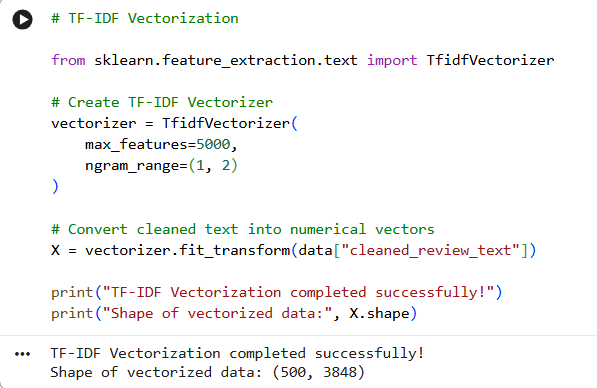 # TF-IDF Vectorization
from sklearn.feature_extraction.text import TfidfVectorizer
# Create TF-IDF Vectorizer
vectorizer = TfidfVectorizer(
    max_features=5000,
    ngram_range=(1, 2)
)
# Convert cleaned text into numerical vectors
X = vectorizer.fit_transform(data["cleaned_review_text"])
print("TF-IDF Vectorization completed successfully!")
print("Shape of vectorized data:", X.shape)
TF-IDF Vectorization completed successfully!
Shape of vectorized data: (500, 3848)